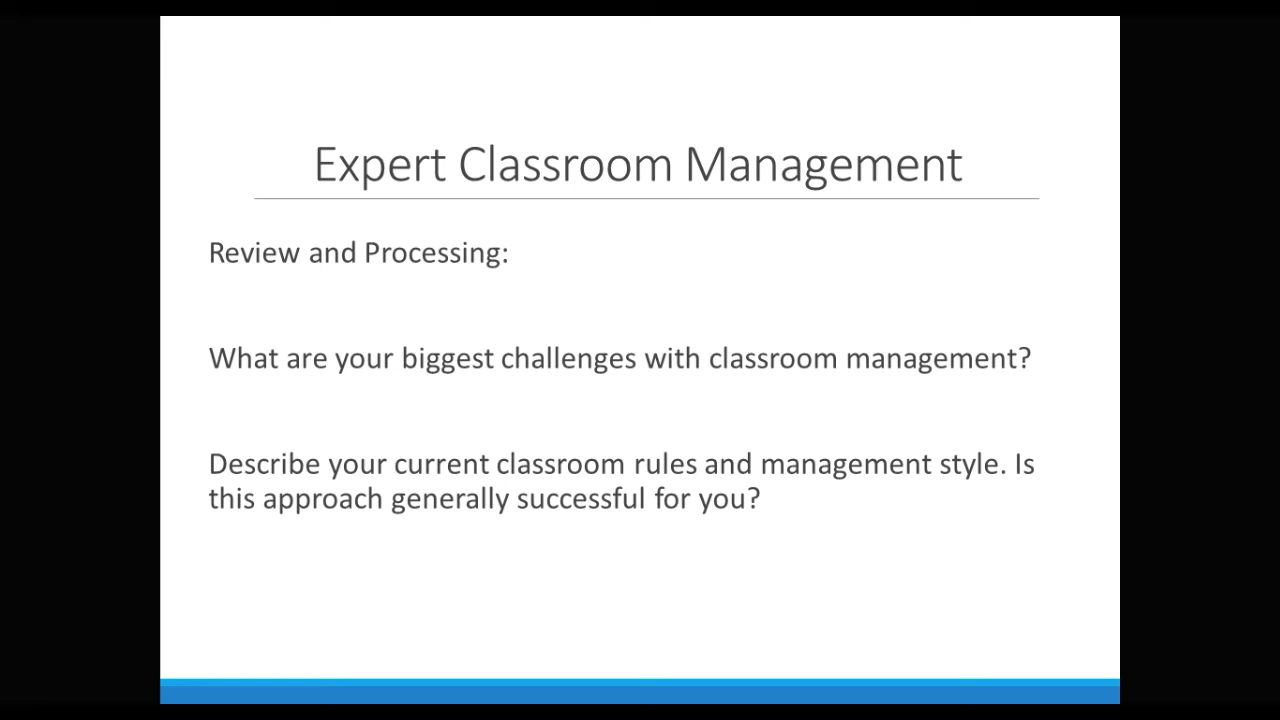 Expert Classroom Management
Review and Processing:
What are your biggest challenges with classroom management?
Describe your current classroom rules and management style. Is
this approach generally successful for you?